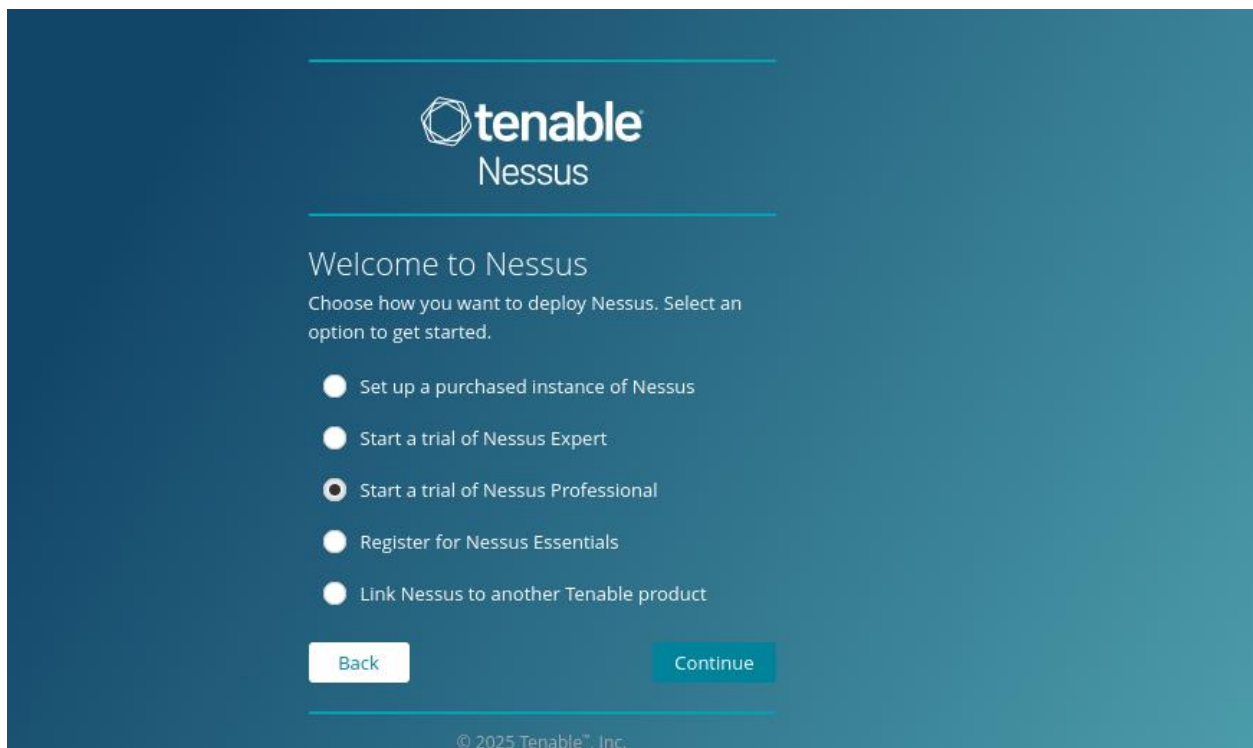 tenable
Nessus
Welcome to Nessus
Choose how you want to deploy Nessus. Select an
option to get started.
Set up a purchased instance of Nessus
Start a trial of Nessus Expert
Start a trial of Nessus Professional
Register for Nessus Essentials
Link Nessus to another Tenable product
Back
Continue
© 2025 Tenable™, Inc.